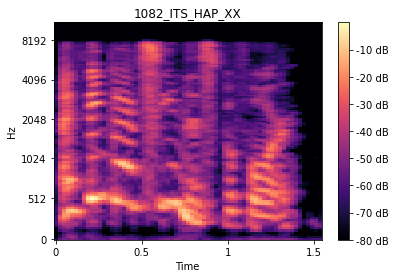 1082_ITS_HAP_XX
8192
4096
2048
1024
512
0
Hz
0
0.5
1
1.5
Time
-10 dB
-20 dB
-30 dB
-40 dB
-50 dB
-60 dB
-70 dB
-80 dB